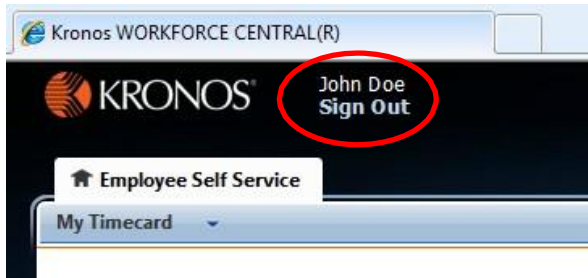 Kronos WORKFORCE CENTRAL(R)
KRONOS®
John Doe
Sign Out
Employee Self Service
My Timecard